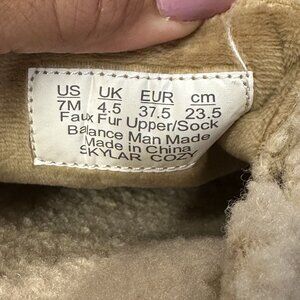 US UK EUR cm
7M 4.5 37.5 23.5
Faux Fur Upper/Sock
Balance Man Made
Made in China
SKYLAR COZY